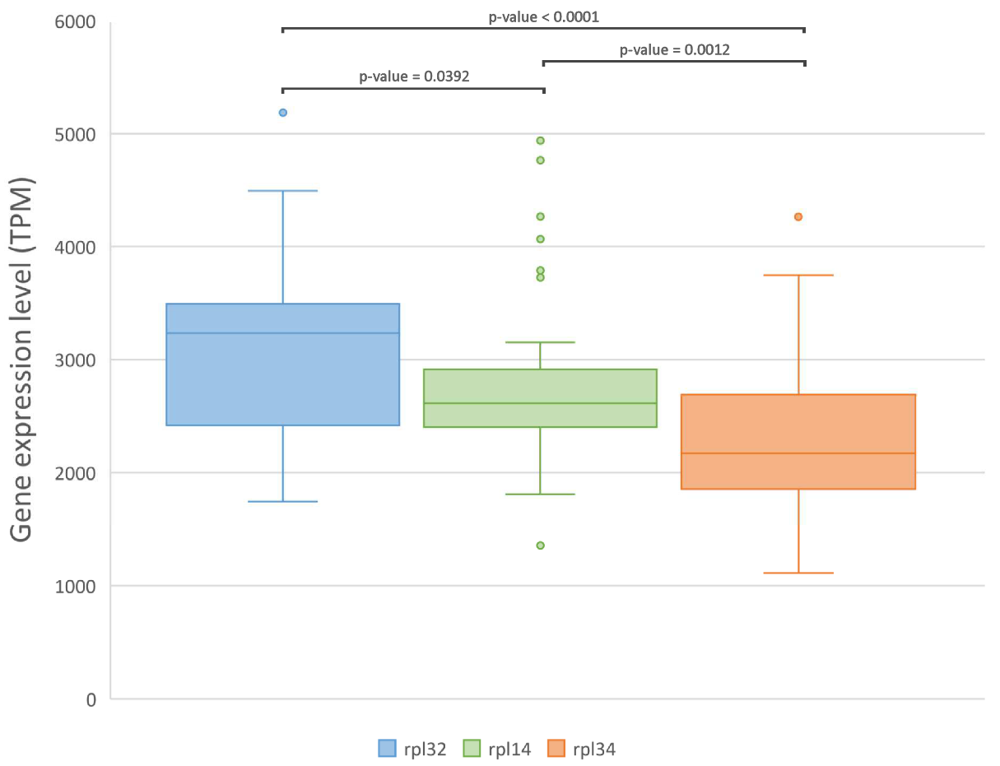 6000
p-value < 0.0001
p-value = 0.0012
p-value = 0.0392
5000
4000
3000
2000
1000
0
Gene expression level (TPM)
rpl32 rpl14 rpl34